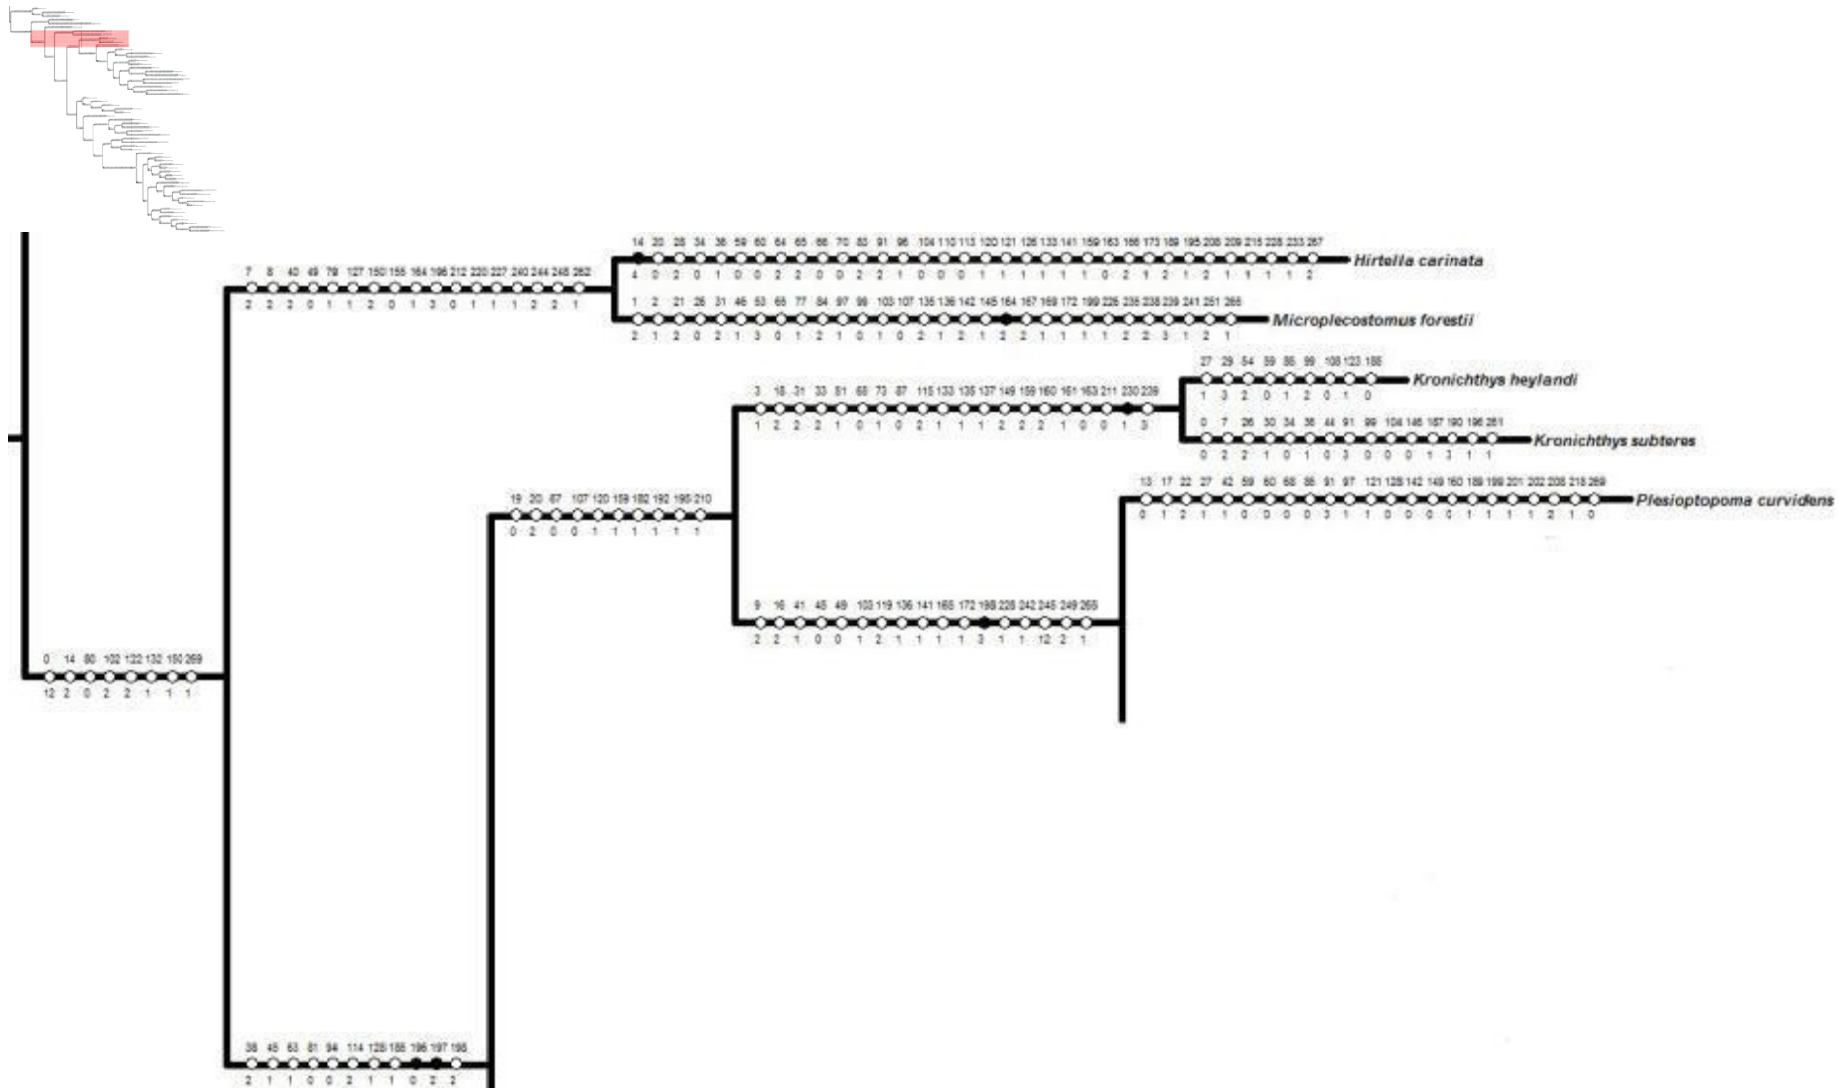 14 20 28 34 36 59 60 64 65 66 70 83 91 96 104 110 113 120 121 126 133 141 159 163 166 173 189 195 208 209 215 228 233 267
Hirtella carinata
4 0 2 0 1 0 0 2 2 0 0 2 2 1 0 0 0 1 1 1 1 1 1 0 2 1 2 1 2 1 1 1 1 2
7 8 40 49 79 127 150 155 164 196 212 220 227 240 244 248 262
2 2 3 0 1 1 2 0 1 3 0 1 1 1 2 2 1
1 2 21 25 31 46 53 65 77 84 97 99 103 107 135 136 142 145 164 167 169 172 199 226 235 238 239 241 251 265
Microplecostomus forestii
2 1 2 0 2 1 3 0 1 2 1 0 1 0 2 1 2 1 2 2 1 1 1 1 2 2 3 1 2 1
27 29 54 59 85 99 108 123 185
Kronichthys heylandi
1 3 2 0 1 2 0 1 0
3 18 31 33 51 68 73 87 115 133 135 137 149 159 160 161 163 211 230 239
1 2 2 2 1 0 1 0 2 1 1 1 2 2 2 1 0 0 1 3
0 7 26 30 34 36 44 91 99 104 146 187 190 196 261
Kronichthys subteres
0 2 2 1 0 1 0 3 0 0 0 1 3 1 1
13 17 22 27 42 59 60 68 86 91 97 121 128 142 149 160 189 199 201 202 208 218 269
Plesioptopoma curvidens
0 1 2 1 1 0 0 0 0 3 1 1 0 0 0 0 1 1 1 1 2 1 0
19 20 67 107 120 159 182 192 195 210
0 2 0 0 1 1 1 1 1 1
9 16 41 45 49 103 119 136 141 165 172 198 228 242 245 249 255
2 2 1 0 0 1 2 1 1 1 1 3 1 1 12 2 1
0 14 80 102 122 132 150 269
12 2 0 2 2 1 1 1
38 45 63 81 94 114 128 188 196 197 198
2 1 1 0 0 2 1 1 0 2 2